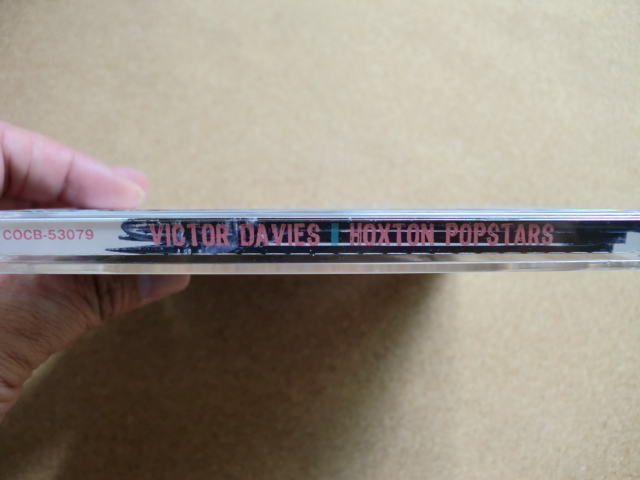 COCB-53079 VICTOR DAVIES | HOXTON POPSTARS